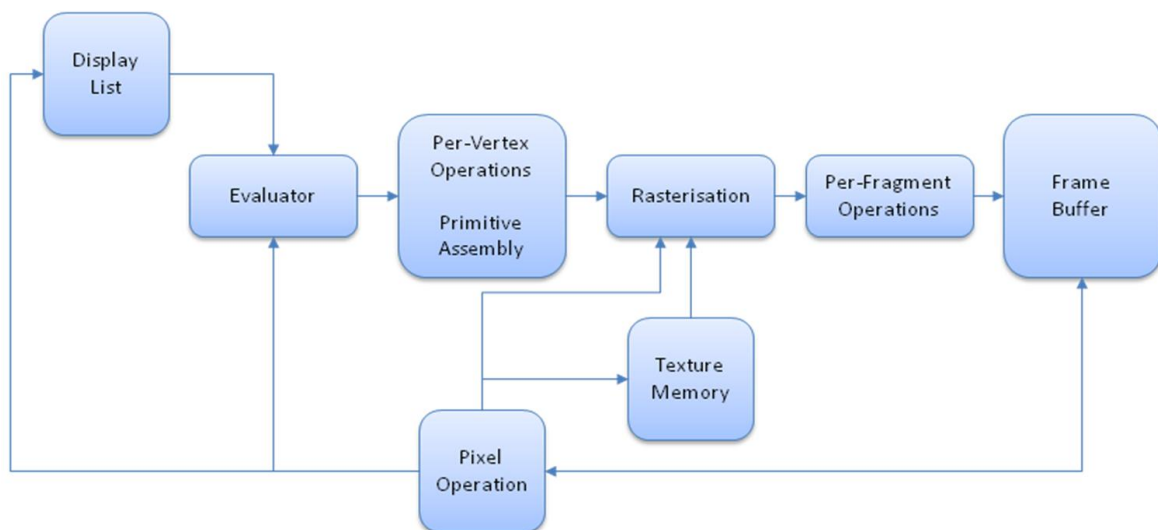 Display
List
Evaluator
Per-Vertex
Operations
Primitive
Assembly
Rasterisation
Per-Fragment
Operations
Frame
Buffer
Texture
Memory
Pixel
Operation